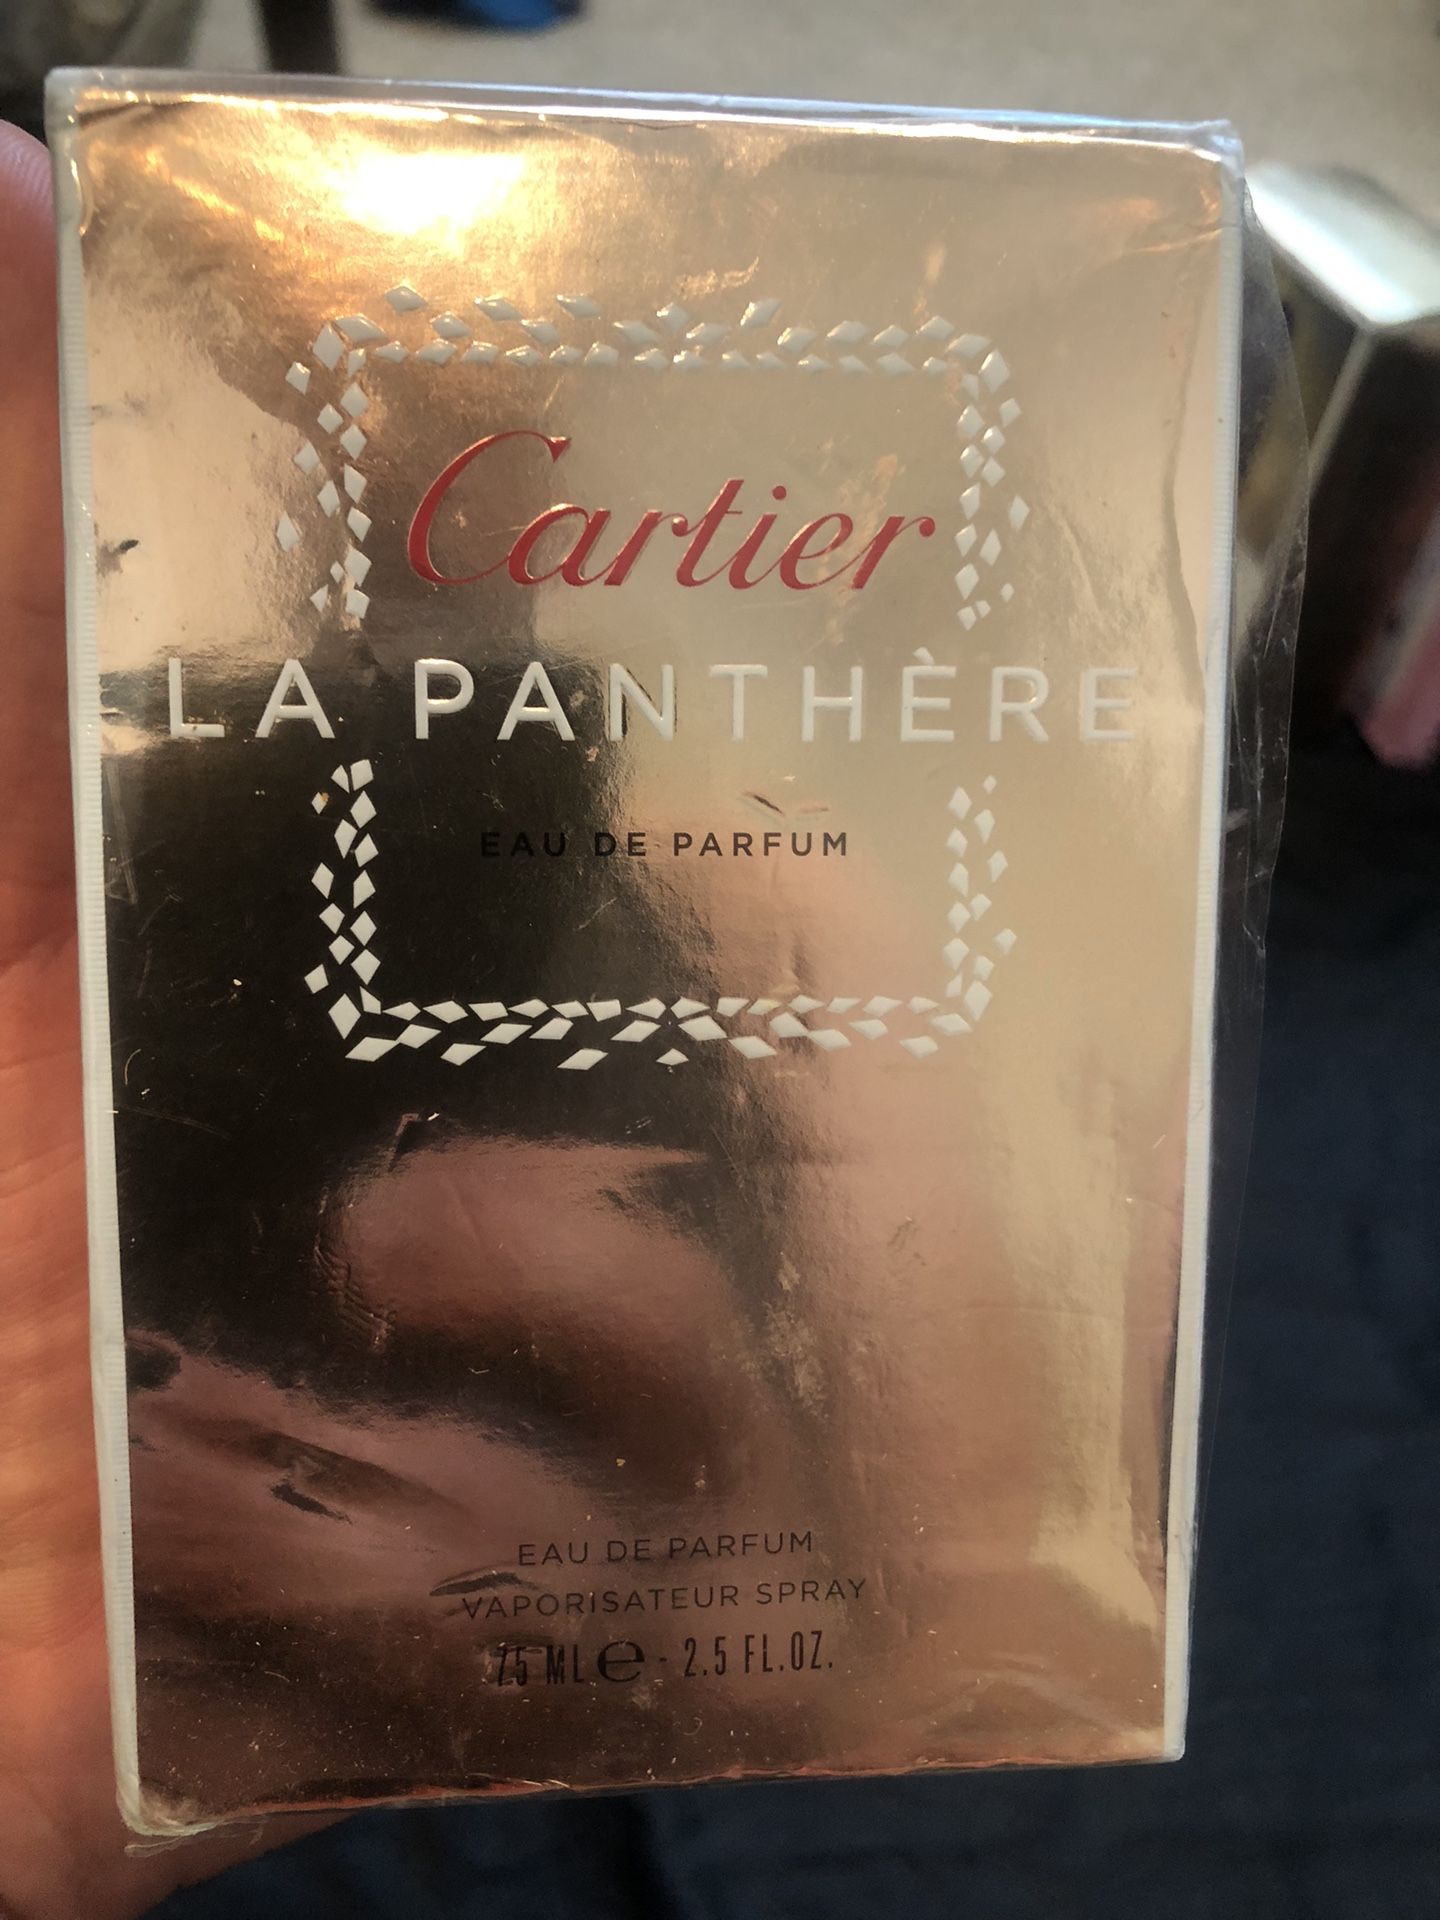 Cartier
LA PANTHÈRE
EAU DE PARFUM
EAU DE PARFUM
VAPORISATEUR SPRAY
75 ML e - 2.5 FL.OZ.